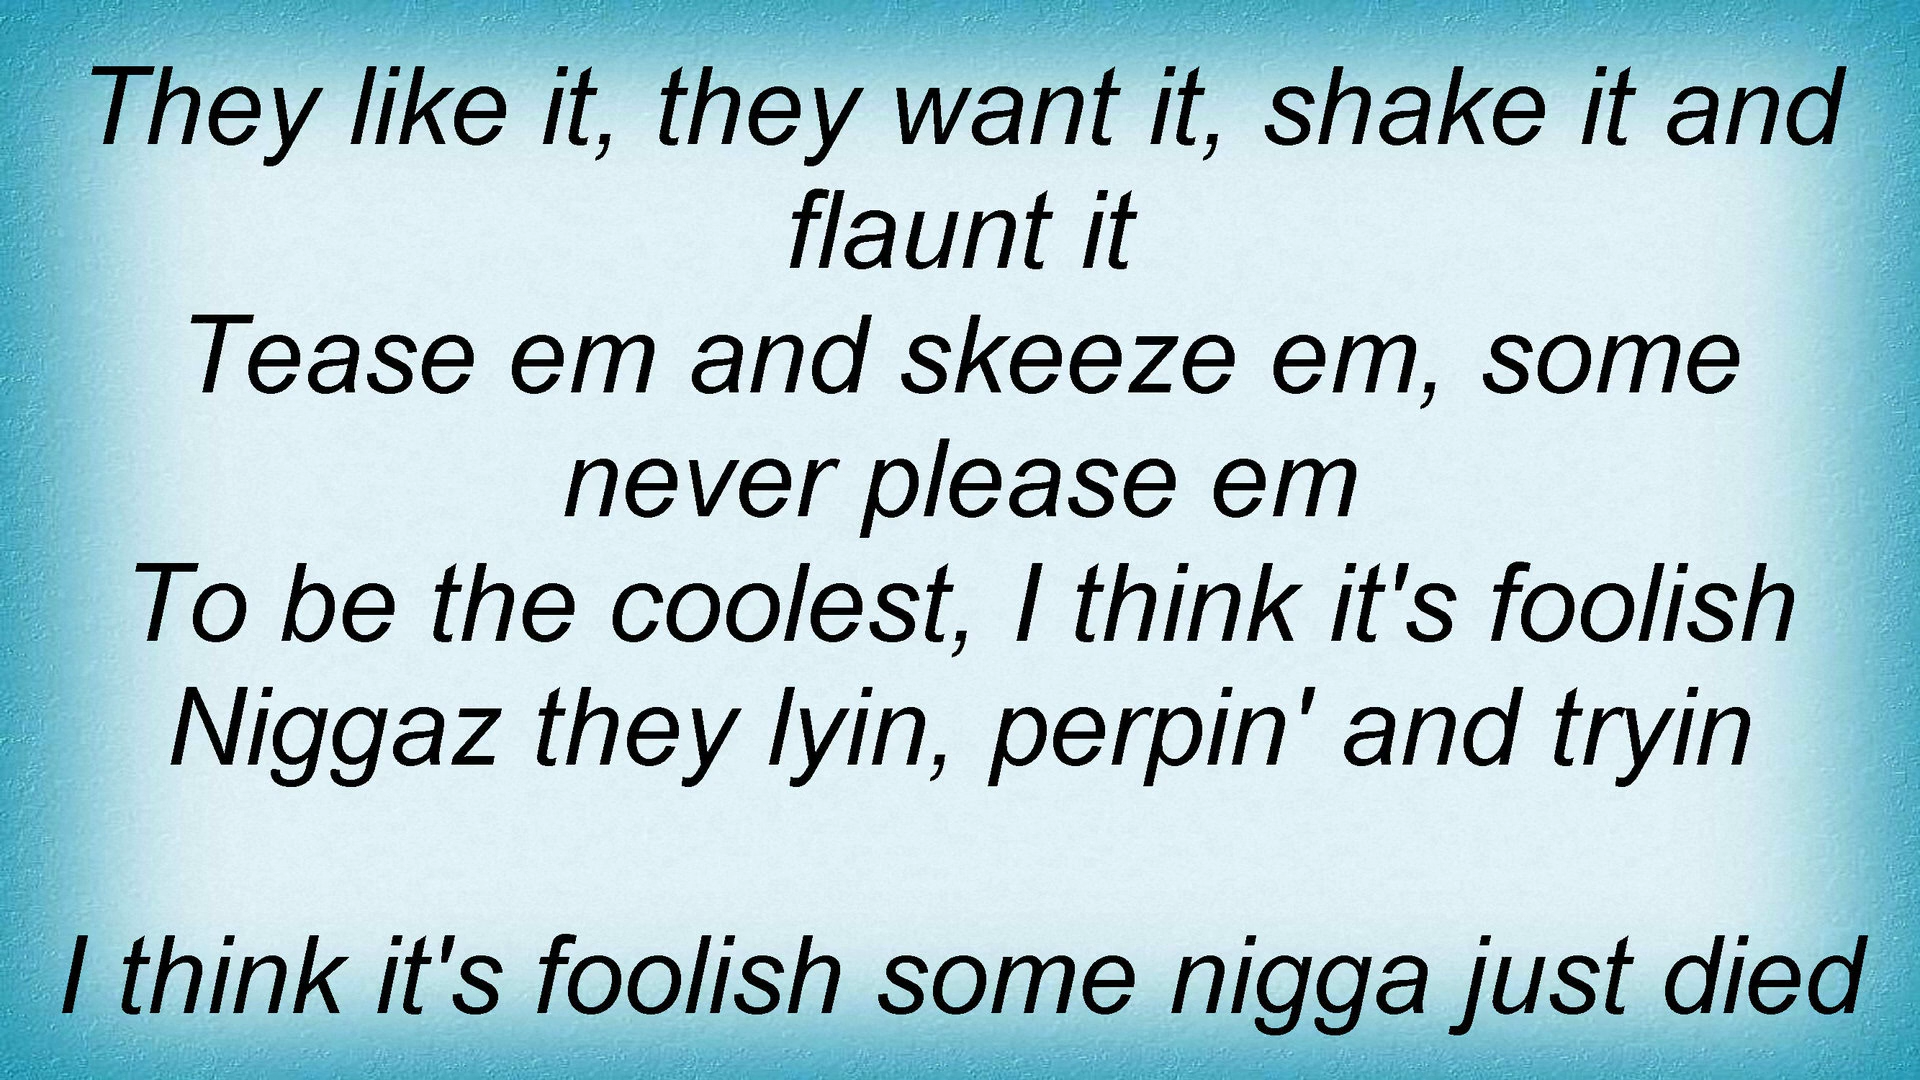 They like it, they want it, shake it and
flaunt it
Tease em and skeeze em, some
never please em
To be the coolest, I think it's foolish
Niggaz they lyin, perpin' and tryin
I think it's foolish some nigga just died